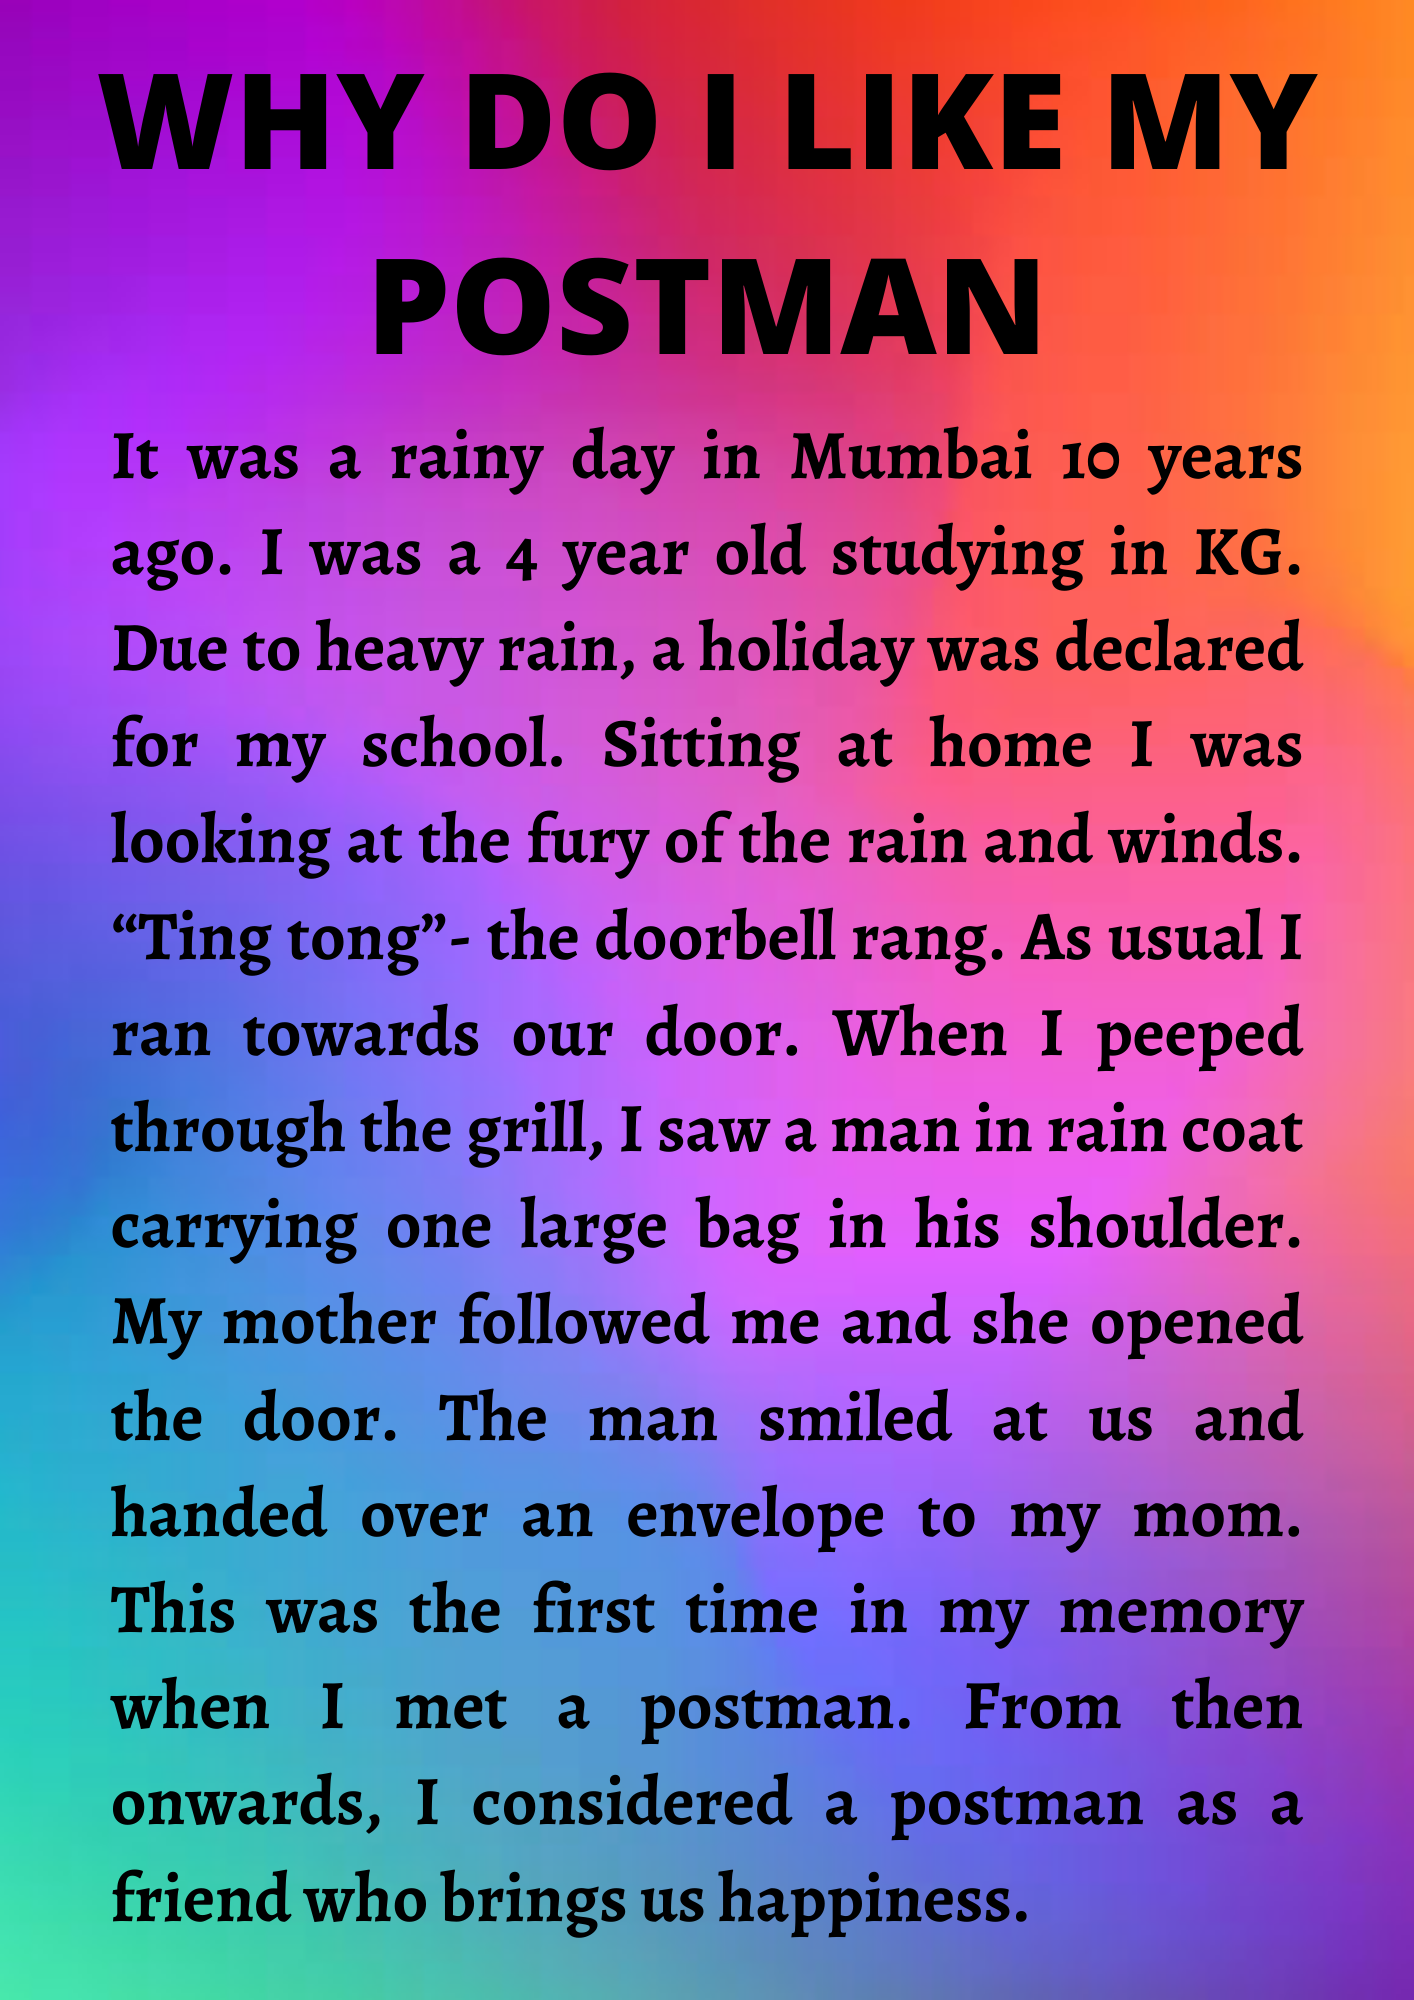 WHY DO I LIKE MY
POSTMAN
It was a rainy day in Mumbai 10 years
ago. I was a 4 year old studying in KG.
Due to heavy rain, a holiday was declared
for my school. Sitting at home I was
looking at the fury of the rain and winds.
“Ting tong”- the doorbell rang. As usual I
ran towards our door. When I peeped
through the grill, I saw a man in rain coat
carrying one large bag in his shoulder.
My mother followed me and she opened
the door. The man smiled at us and
handed over an envelope to my mom.
This was the first time in my memory
when I met a postman. From then
onwards, I considered a postman as a
friend who brings us happiness.